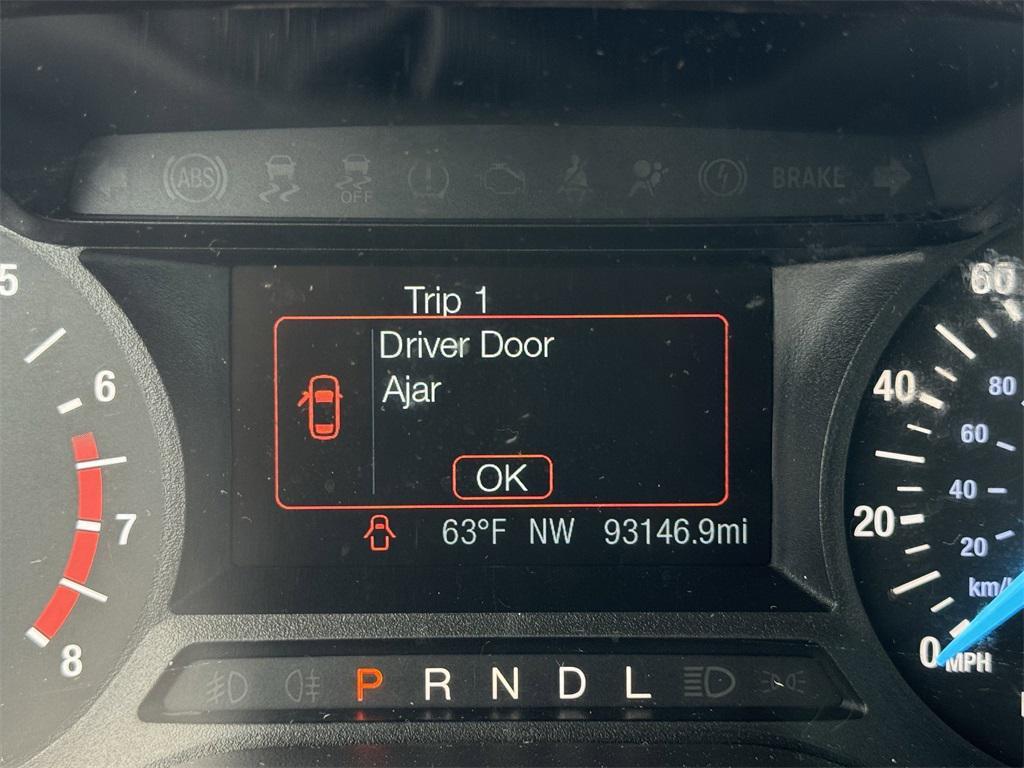 ABS
OFF
BRAKE
Trip 1
Driver Door
Ajar
OK
63°F NW 93146.9mi
5
6
7
8
60
40
20
0
MPH
80
60
40
20
km/
P R N D L